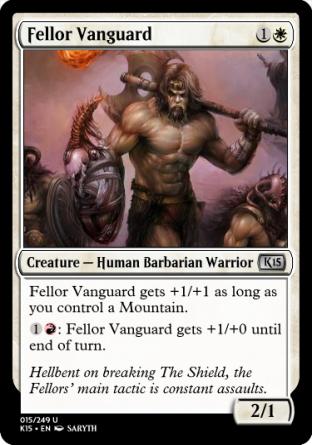 Fellor Vanguard 1
Creature — Human Barbarian Warrior K15
Fellor Vanguard gets +1/+1 as long as
you control a Mountain.
1 : Fellor Vanguard gets +1/+0 until
end of turn.
Hellbent on breaking The Shield, the
Fellors' main tactic is constant assaults.
2/1
015/249 U
K15 • EN SARYTH